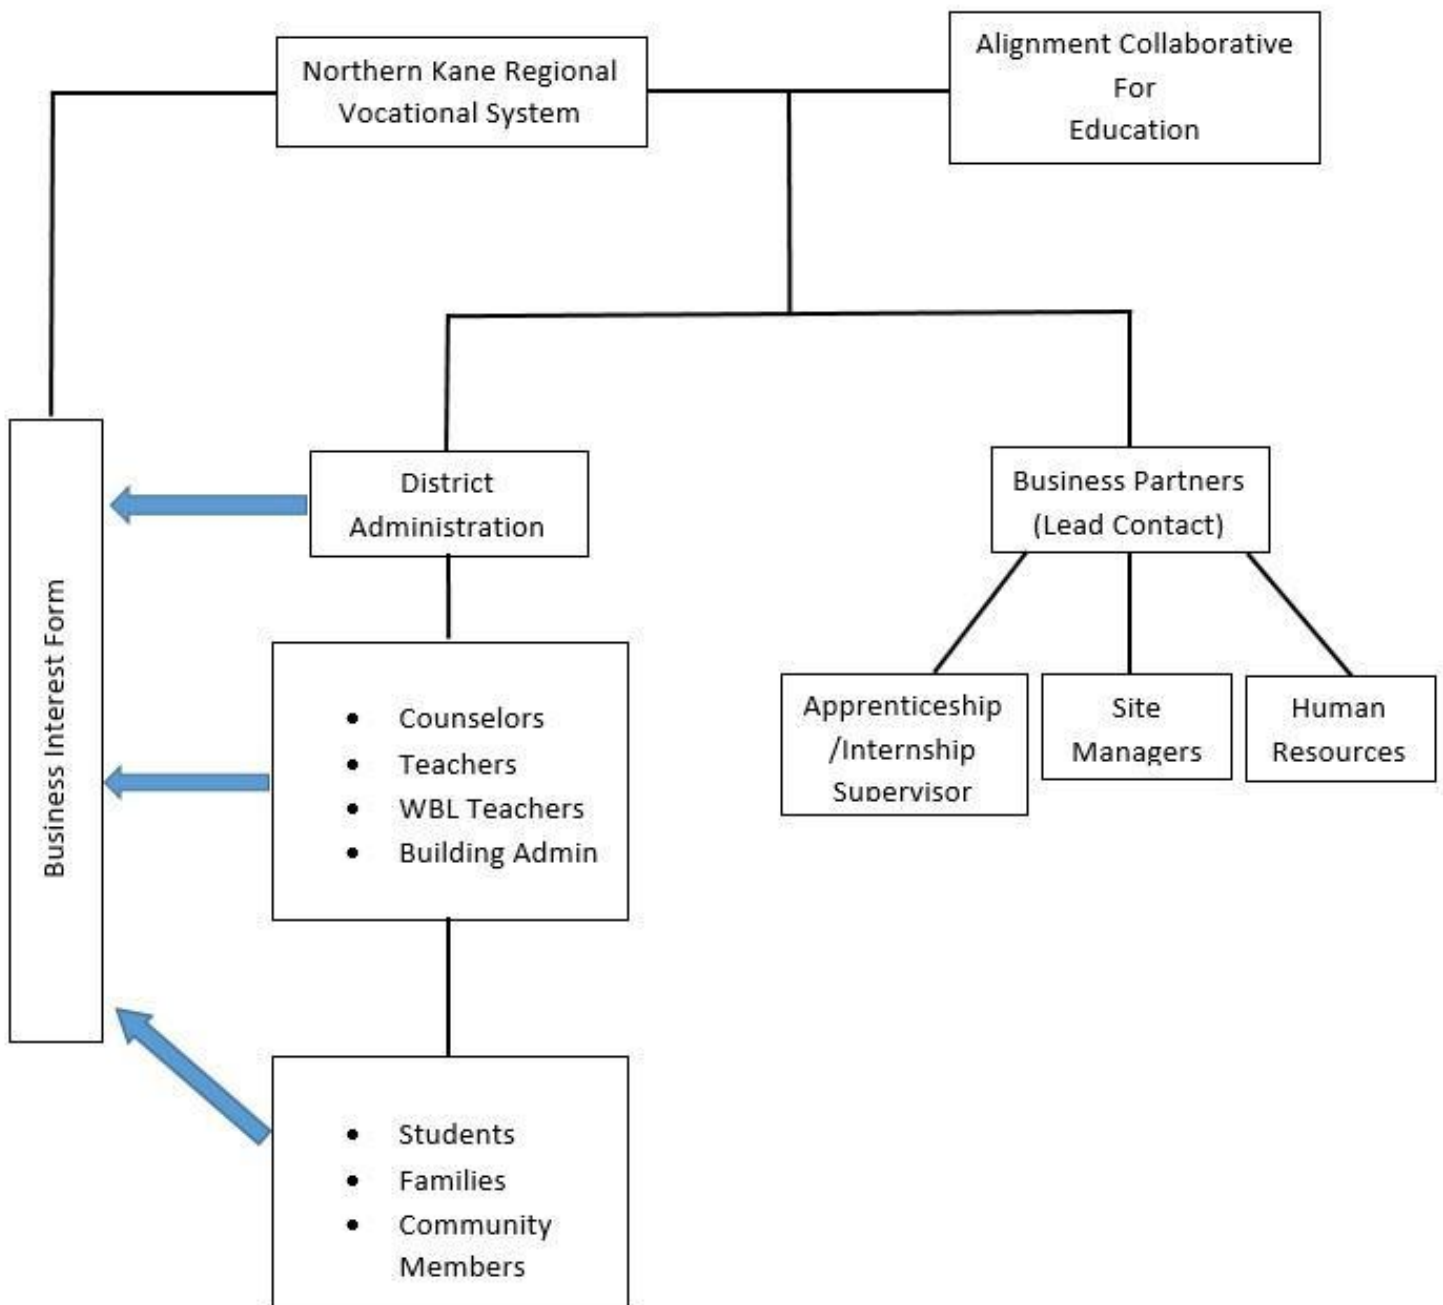 Northern Kane Regional
Vocational System
Alignment Collaborative
For
Education
District
Administration
Business Partners
(Lead Contact)
Business Interest Form
• Counselors
• Teachers
• WBL Teachers
• Building Admin
Apprenticeship
/Internship
Supervisor
Site
Managers
Human
Resources
• Students
• Families
• Community
Members